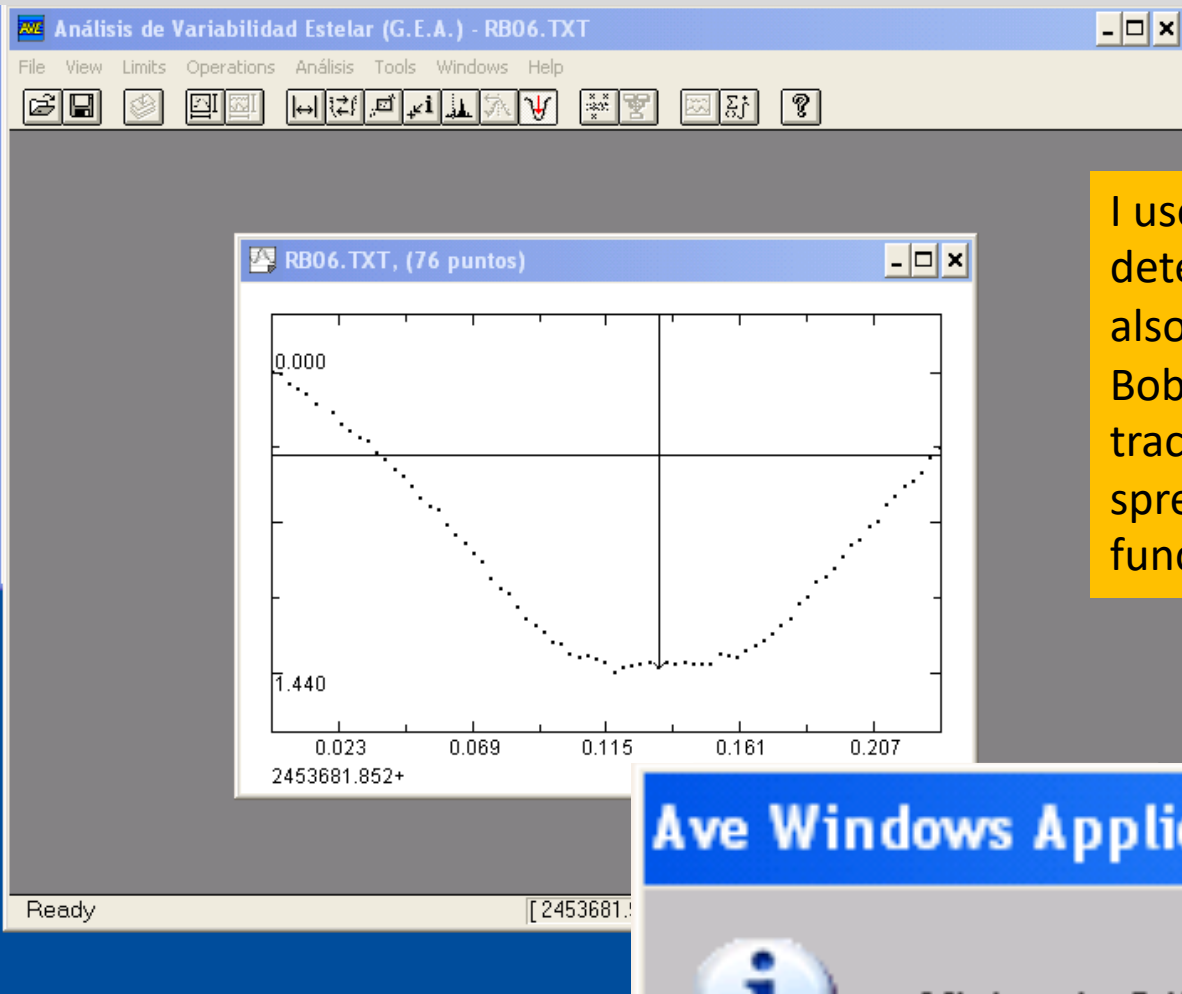 Análisis de Variabilidad Estelar (G.E.A.) - RB06.TXT
File View Limits Operations Análisis Tools Windows Help
RB06.TXT, (76 puntos)
0.000
1.440
0.023 0.069 0.115 0.161 0.207
2453681.852+
Ready
[ 2453681.
I us
dete
also
Bob
trac
spre
func
Ave Windows Appli